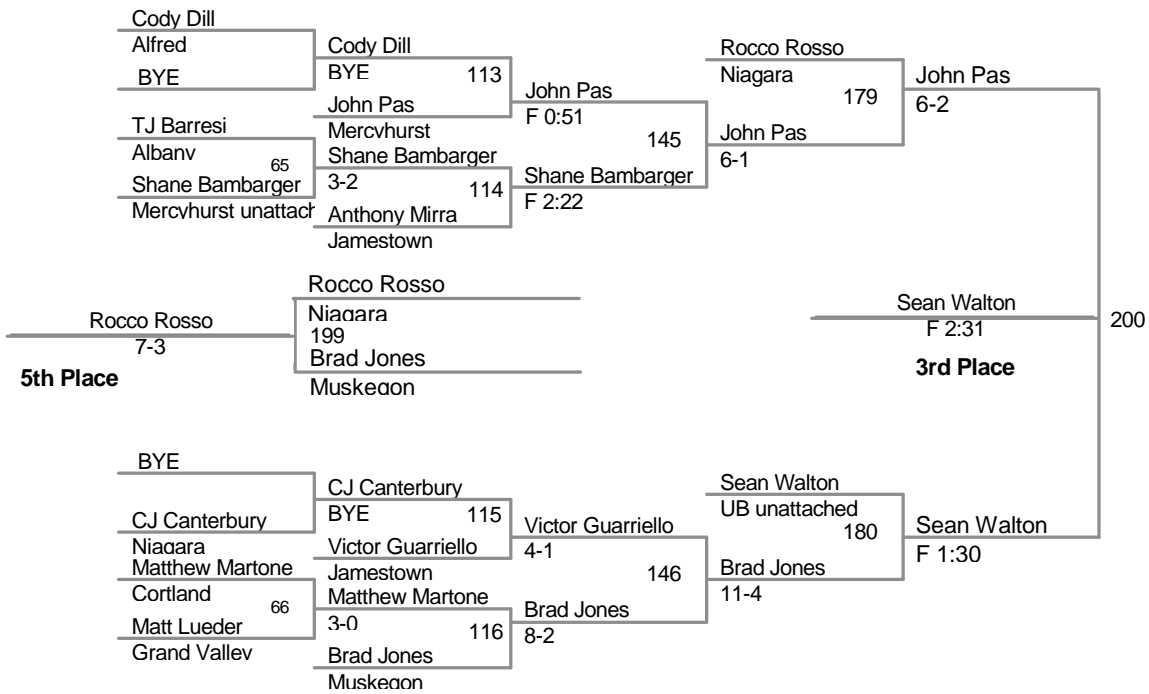 Cody Dill
Alfred
BYE
Cody Dill
BYE
113
John Pas
Mercyhurst
TJ Barresi
Albany
65
Shane Bambarger
Mercyhurst unattach
Shane Bambarger
3-2
114
Anthony Mirra
Jamestown
John Pas
F 0:51
145
Shane Bambarger
F 2:22
Rocco Rosso
Niagara
179
John Pas
6-1
John Pas
6-2
Rocco Rosso
Niagara
199
Brad Jones
Muskegon
Rocco Rosso
7-3
5th Place
Sean Walton
F 2:31
200
3rd Place
BYE
CJ Canterbury
Niagara
CJ Canterbury
BYE
115
Victor Guarriello
Jamestown
Matthew Martone
Cortland
66
Matt Lueder
Grand Valley
Matthew Martone
3-0
116
Brad Jones
Muskegon
Victor Guarriello
4-1
146
Brad Jones
8-2
Sean Walton
UB unattached
180
Brad Jones
11-4
Sean Walton
F 1:30